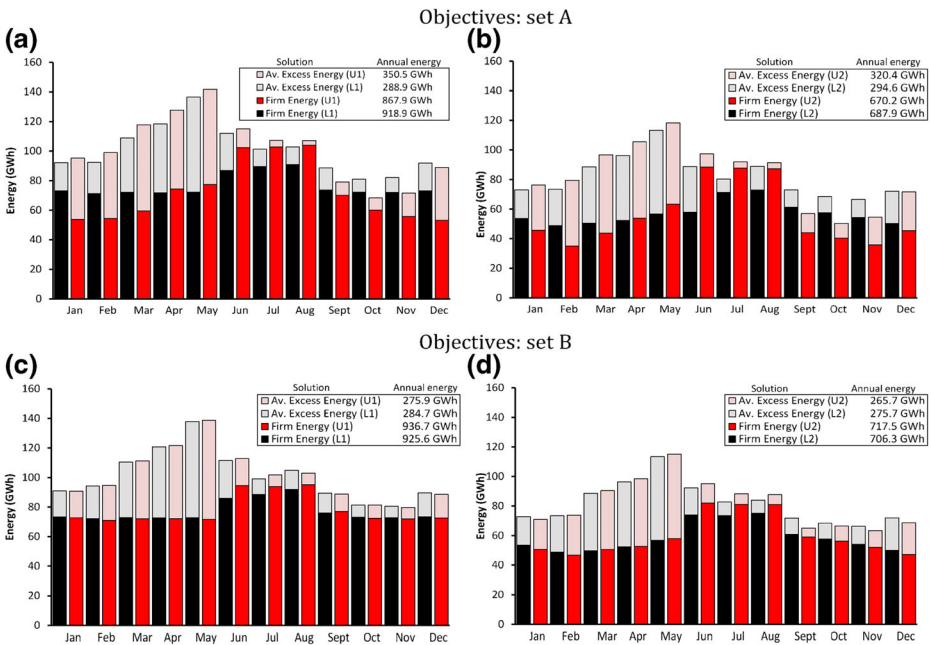 Objectives: set A
(a)
Solution Annual energy
Av. Excess Energy (U1) 350.5 GWh
Av. Excess Energy (L1) 288.9 GWh
Firm Energy (U1) 867.9 GWh
Firm Energy (L1) 918.9 GWh
Energy (GWh)
160
140
120
100
80
60
40
20
0
Jan Feb Mar Apr May Jun Jul Aug Sept Oct Nov Dec
(b)
Solution Annual energy
Av. Excess Energy (U2) 320.4 GWh
Av. Excess Energy (L2) 294.6 GWh
Firm Energy (U2) 670.2 GWh
Firm Energy (L2) 687.9 GWh
Energy (GWh)
160
140
120
100
80
60
40
20
0
Jan Feb Mar Apr May Jun Jul Aug Sept Oct Nov Dec
Objectives: set B
(c)
Solution Annual energy
Av. Excess Energy (U1) 275.9 GWh
Av. Excess Energy (L1) 284.7 GWh
Firm Energy (U1) 936.7 GWh
Firm Energy (L1) 925.6 GWh
Energy (GWh)
160
140
120
100
80
60
40
20
0
Jan Feb Mar Apr May Jun Jul Aug Sept Oct Nov Dec
(d)
Solution Annual energy
Av. Excess Energy (U2) 265.7 GWh
Av. Excess Energy (L2) 275.7 GWh
Firm Energy (U2) 717.5 GWh
Firm Energy (L2) 706.3 GWh
Energy (GWh)
160
140
120
100
80
60
40
20
0
Jan Feb Mar Apr May Jun Jul Aug Sept Oct Nov Dec